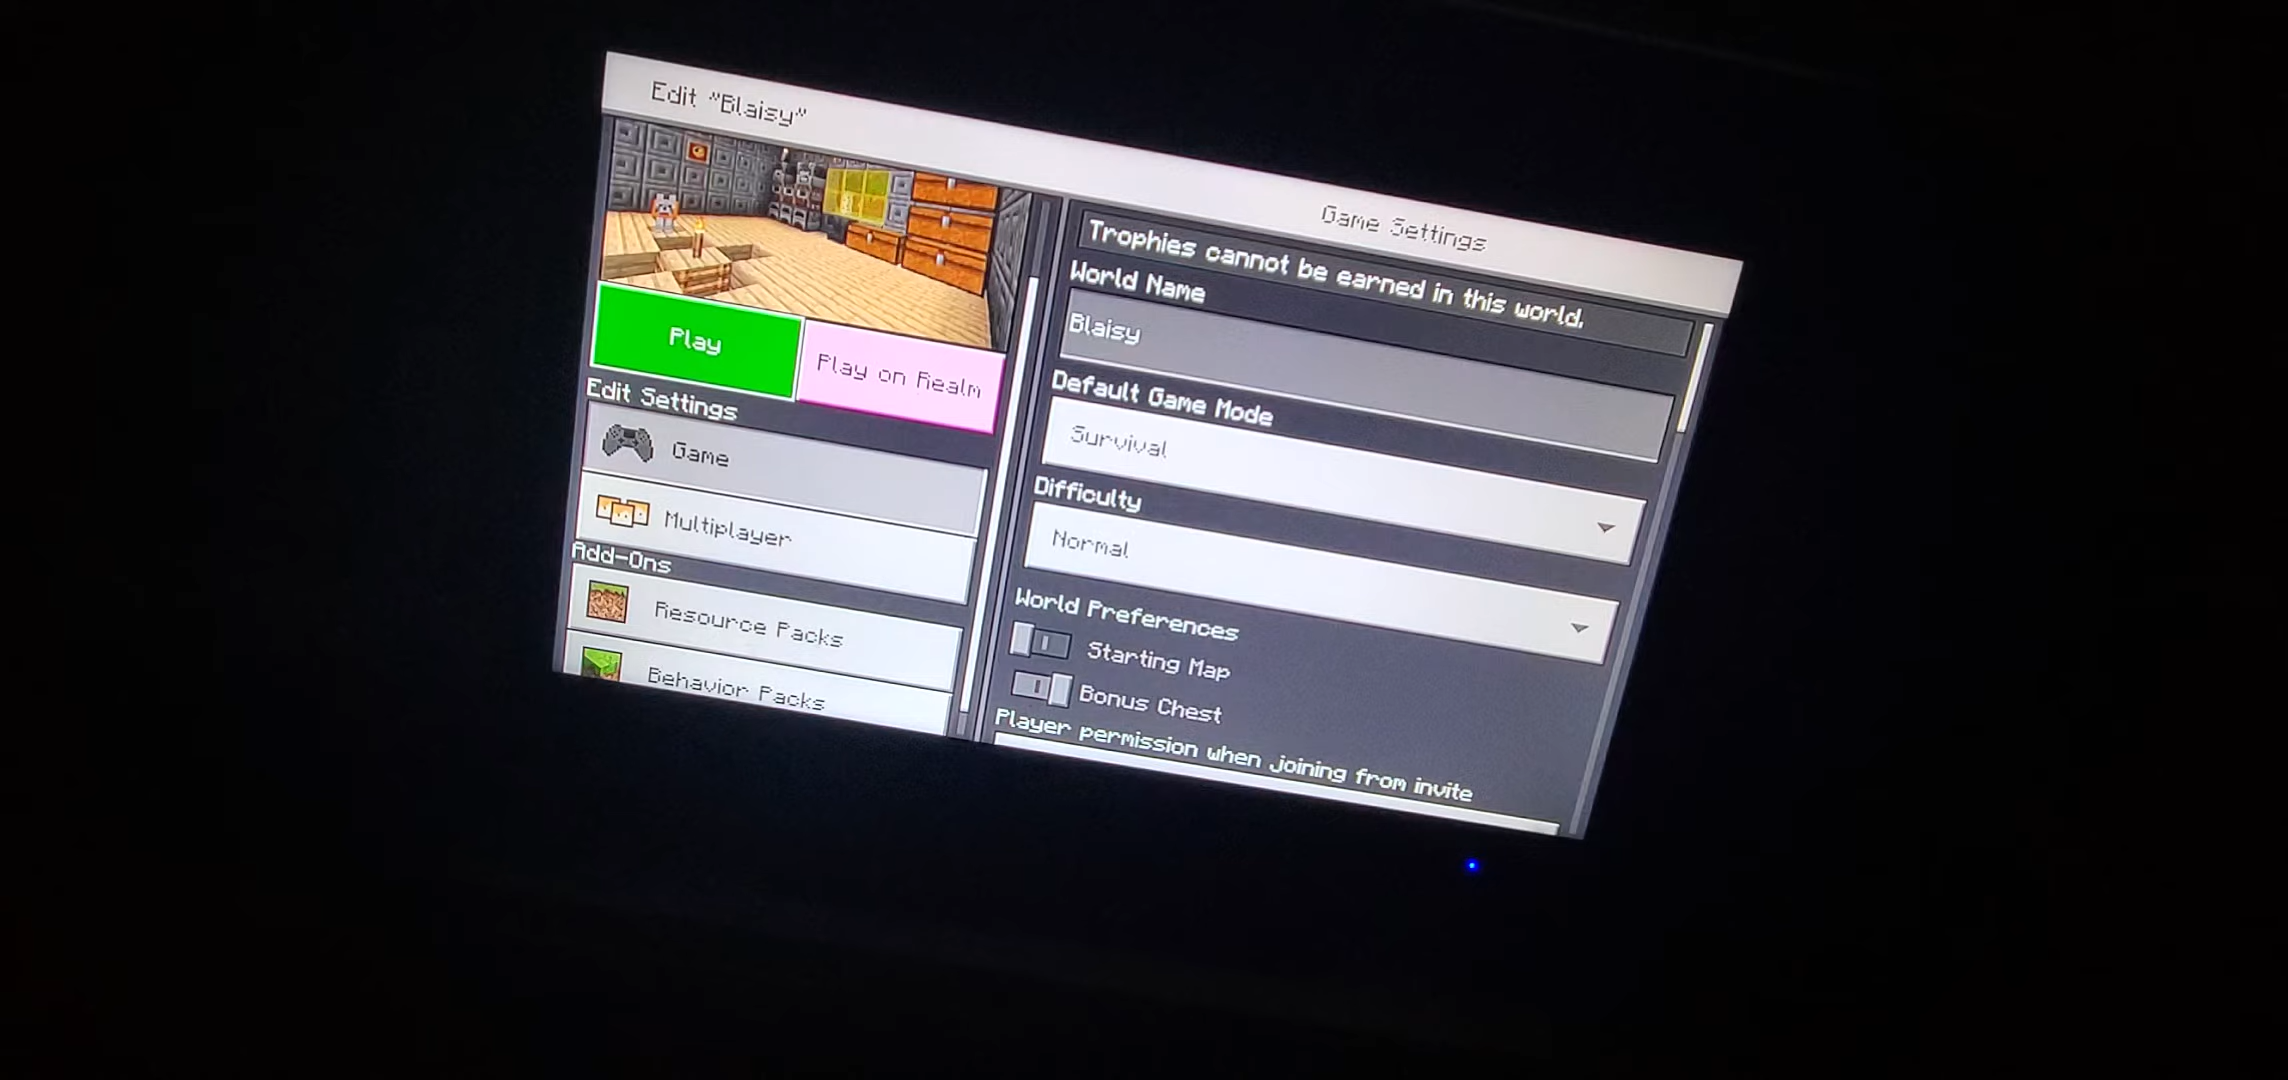 Edit "Blaisy"
Game Settings
Play
Play on Realm
Edit Settings
Game
Multiplayer
Add-Ons
Resource Packs
Behavior Packs
Trophies cannot be earned in this world.
World Name
Blaisy
Default Game Mode
Survival
Difficulty
Normal
World Preferences
Starting Map
Bonus Chest
Player permission when joining from invite